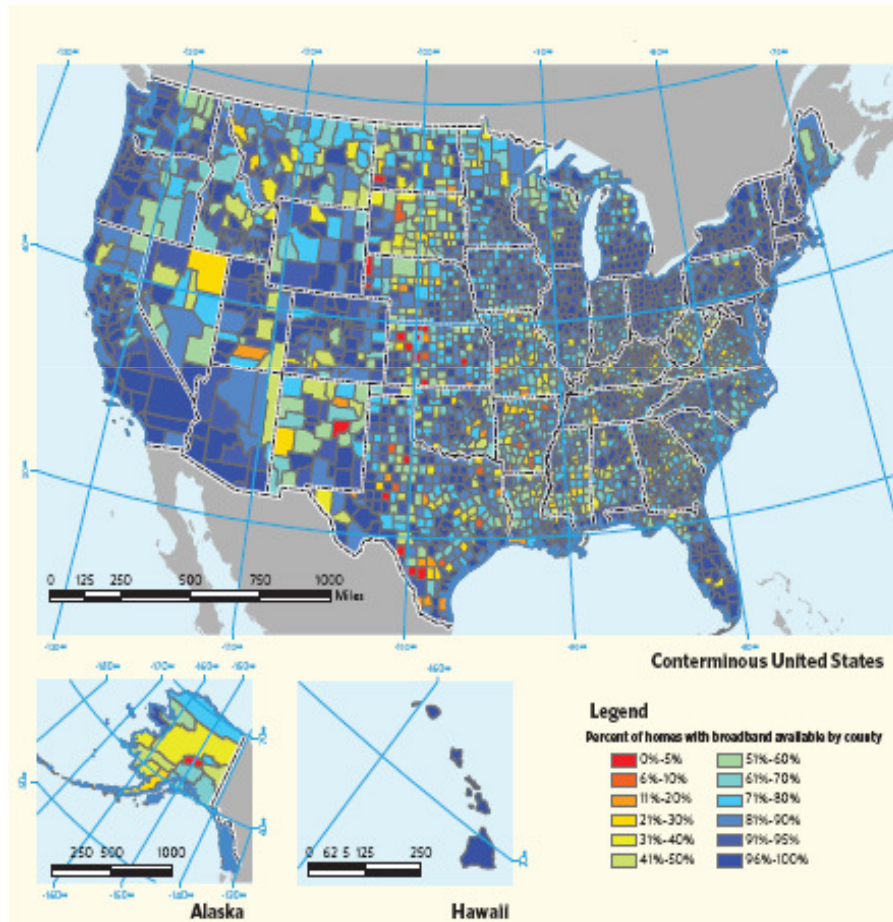 0 125 250 500 750 1000
Miles
Conterminous United States
250 500 1000
Alaska
0 62 5 125 250
Hawaii
Legend
Percent of homes with broadband available by county
0%-5%
6%-10%
11%-20%
21%-30%
31%-40%
41%-50%
51%-60%
61%-70%
71%-80%
81%-90%
91%-95%
96%-100%